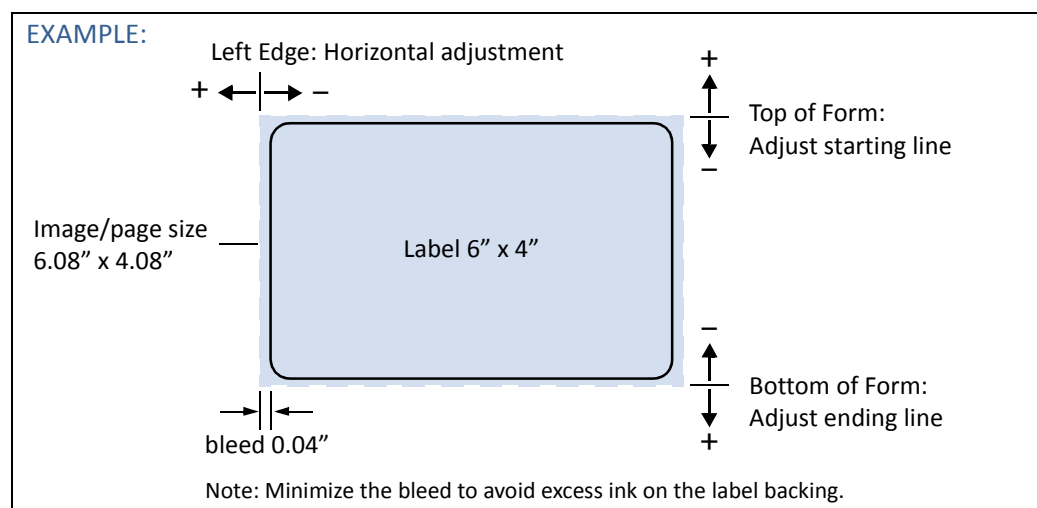 EXAMPLE:
Left Edge: Horizontal adjustment
+ –
+
Top of Form:
Adjust starting line
–
Image/page size
6.08” x 4.08”
Label 6” x 4”
–
Bottom of Form:
Adjust ending line
+
bleed 0.04”
Note: Minimize the bleed to avoid excess ink on the label backing.